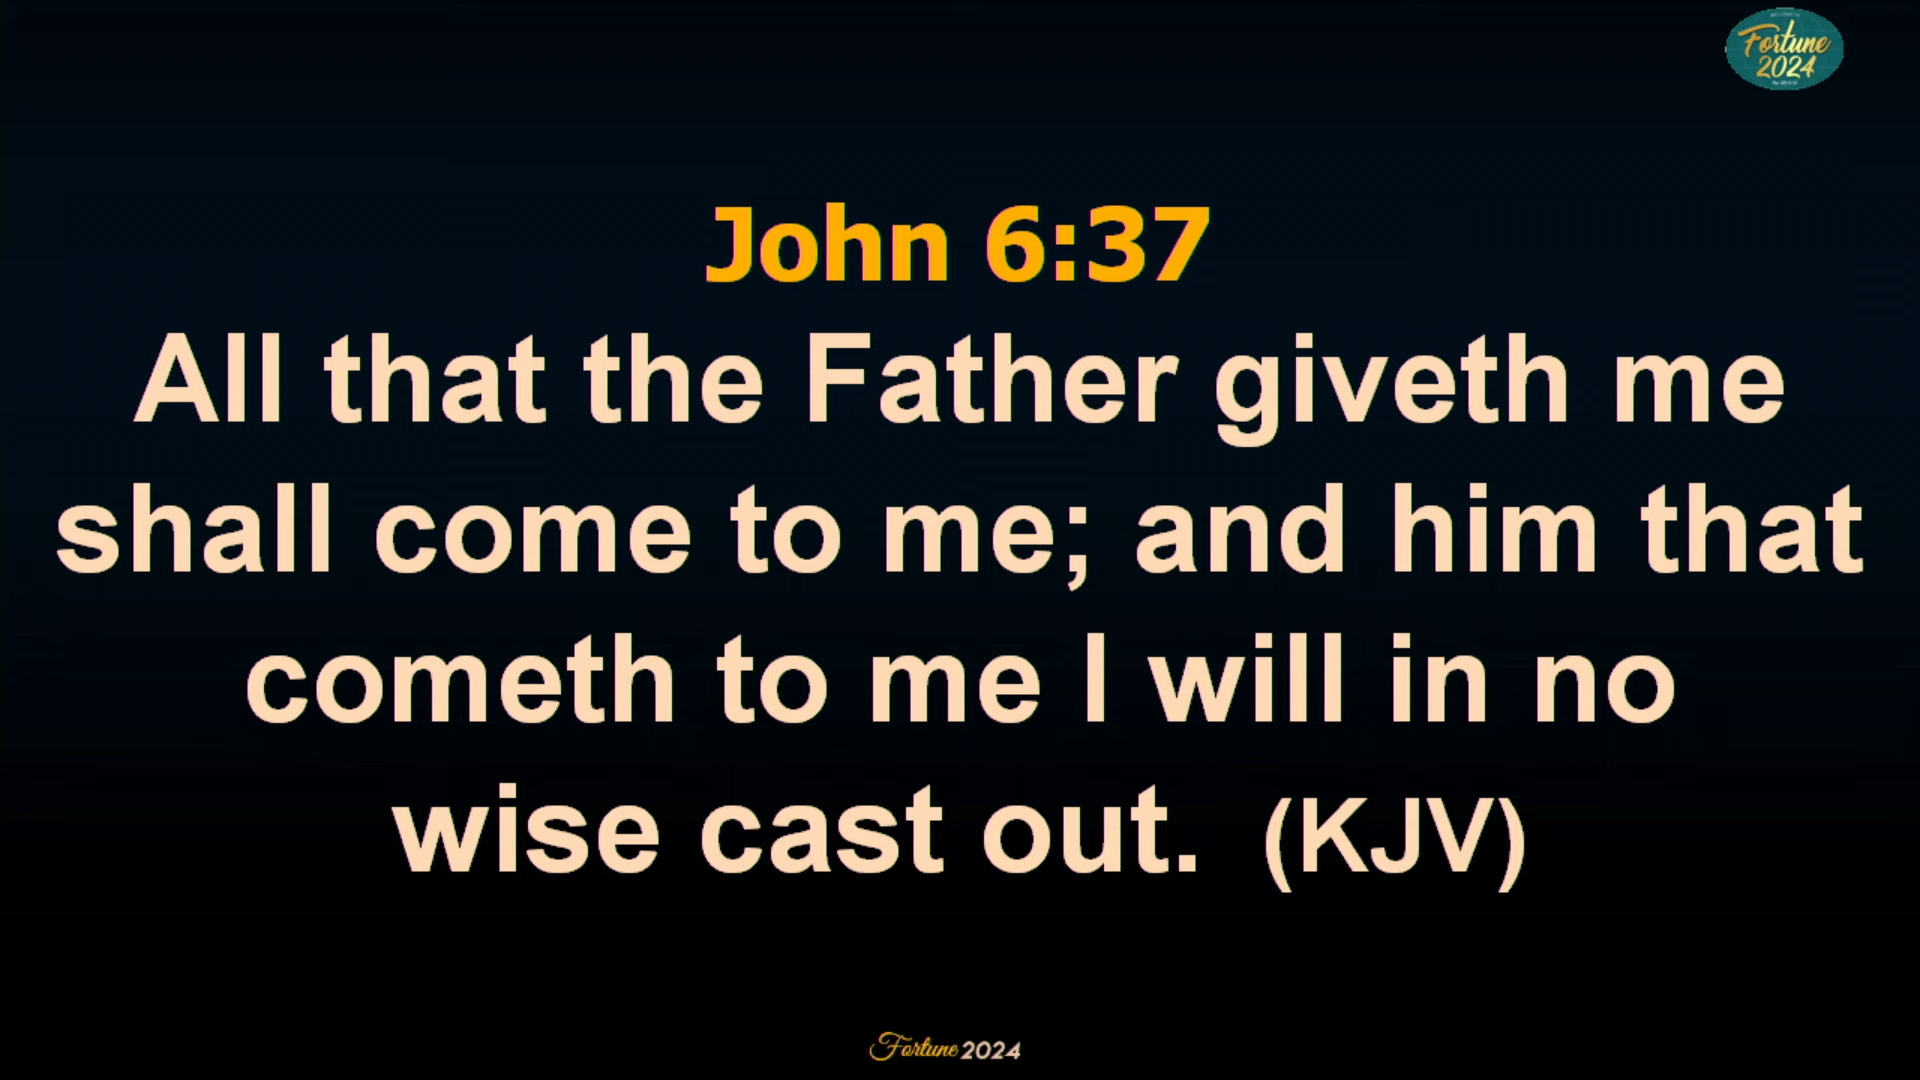 Fortune
2024
John 6:37
All that the Father giveth me
shall come to me; and him that
cometh to me I will in no
wise cast out. (KJV)
Fortune 2024